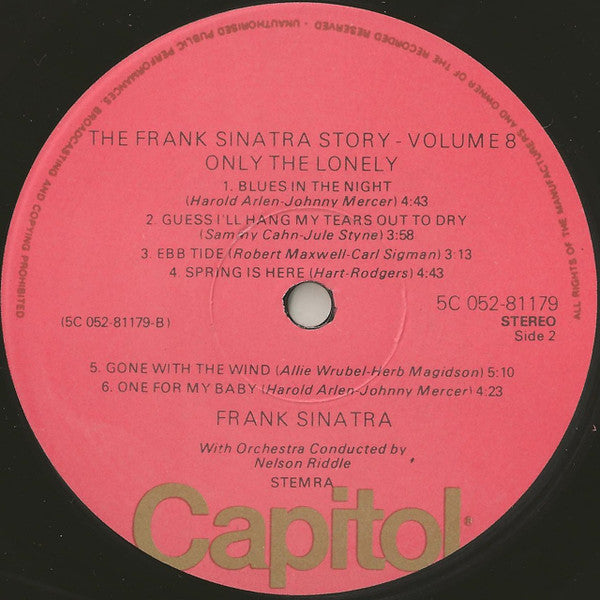 ALL RIGHTS OF THE MANUFACTURERS AND OWNER OF THE RECORDED RESERVED - UNAUTHORISED PUBLIC PERFORMANCES, BROADCASTING AND COPYING PROHIBITED
THE FRANK SINATRA STORY - VOLUME 8
ONLY THE LONELY
1. BLUES IN THE NIGHT
(Harold Arlen-Johnny Mercer) 4:43
2. GUESS I'LL HANG MY TEARS OUT TO DRY
(Sammy Cahn-Jule Styne) 3:58
3. EBB TIDE (Robert Maxwell-Carl Sigman) 3:13
4. SPRING IS HERE (Hart-Rodgers) 4:43
5C 052-81179
(5C 052-81179-B)
STEREO
Side 2
5. GONE WITH THE WIND (Allie Wrubel-Herb Magidson) 5:10
6. ONE FOR MY BABY (Harold Arlen-Johnny Mercer) 4:23
FRANK SINATRA
With Orchestra Conducted by
Nelson Riddle
STEMRA
Capitol®